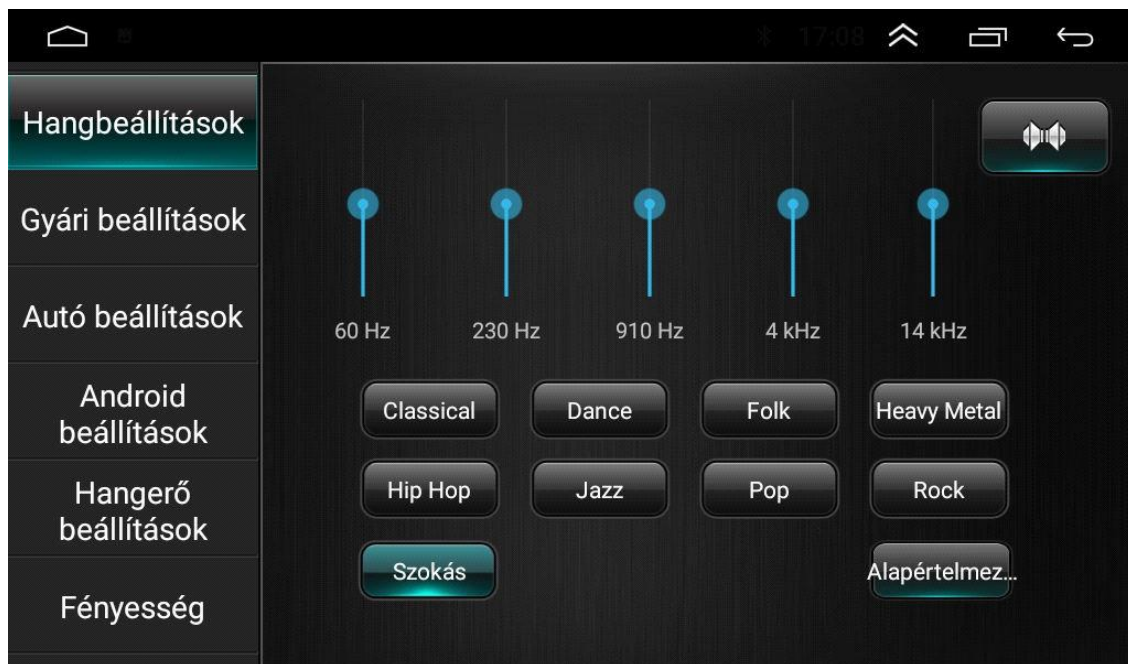 17:08
Hangbeállítások
Gyári beállítások
Autó beállítások
Android
beállítások
Hangerő
beállítások
Fényesség
60 Hz 230 Hz 910 Hz 4 kHz 14 kHz
Classical Dance Folk Heavy Metal
Hip Hop Jazz Pop Rock
Szokás Alapértelmez...